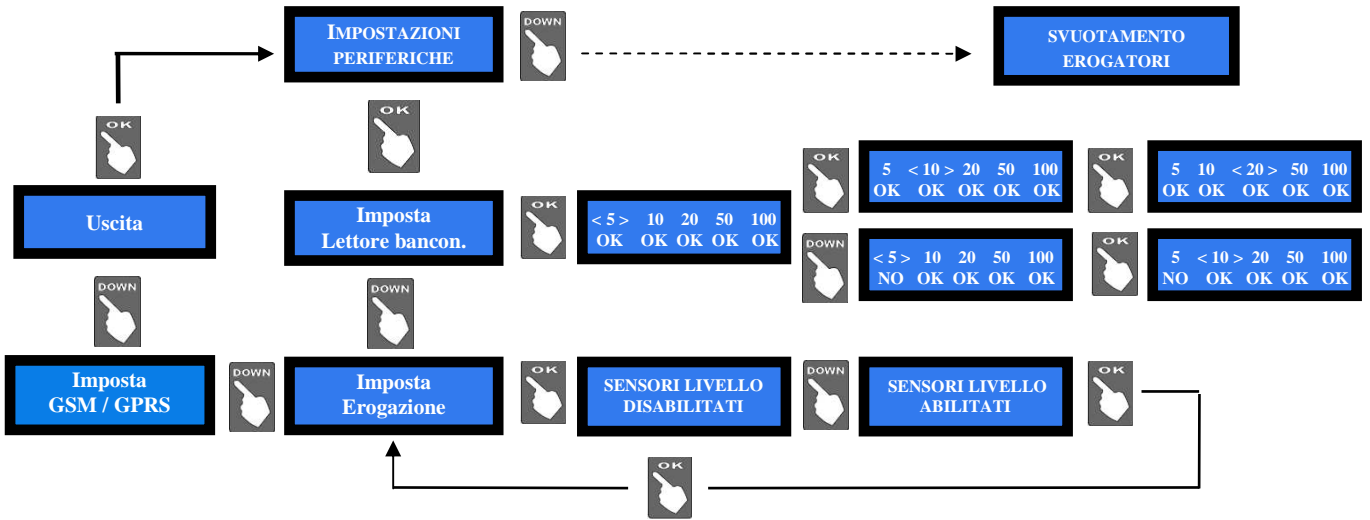 IMPOSTAZIONI
PERIFERICHE
DOWN
SVUOTAMENTO
EROGATORI
OK
OK
Uscita
Imposta
Lettore bancon.
OK
< 5 > 10 20 50 100
OK OK OK OK OK
OK
5 < 10 > 20 50 100
OK OK OK OK OK
OK
5 10 < 20 > 50 100
OK OK OK OK OK
DOWN
< 5 > 10 20 50 100
NO OK OK OK OK
OK
5 < 10 > 20 50 100
NO OK OK OK OK
DOWN
DOWN
Imposta
GSM / GPRS
DOWN
Imposta
Erogazione
OK
SENSORI LIVELLO
DISABILITATI
DOWN
SENSORI LIVELLO
ABILITATI
OK
OK